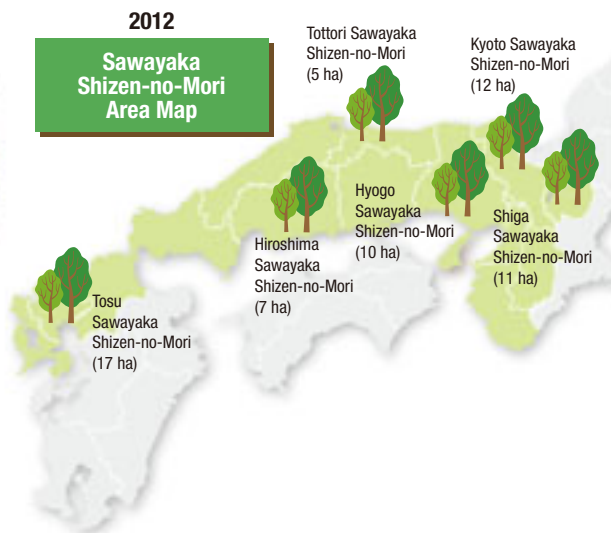 2012
Sawayaka
Shizen-no-Mori
Area Map
Tottori Sawayaka
Shizen-no-Mori
(5 ha)
Kyoto Sawayaka
Shizen-no-Mori
(12 ha)
Hyogo
Sawayaka
Shizen-no-Mori
(10 ha)
Shiga
Sawayaka
Shizen-no-Mori
(11 ha)
Hiroshima
Sawayaka
Shizen-no-Mori
(7 ha)
Tosu
Sawayaka
Shizen-no-Mori
(17 ha)